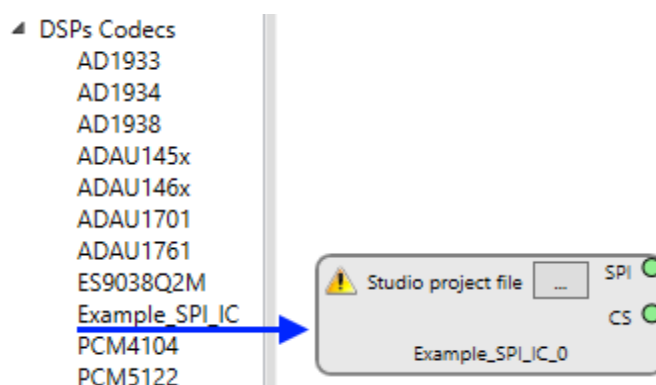 DSPs Codecs
AD1933
AD1934
AD1938
ADAU145x
ADAU146x
ADAU1701
ADAU1761
ES9038Q2M
Example_SPI_IC
PCM4104
PCM5122
Studio project file ... SPI
CS
Example_SPI_IC_0